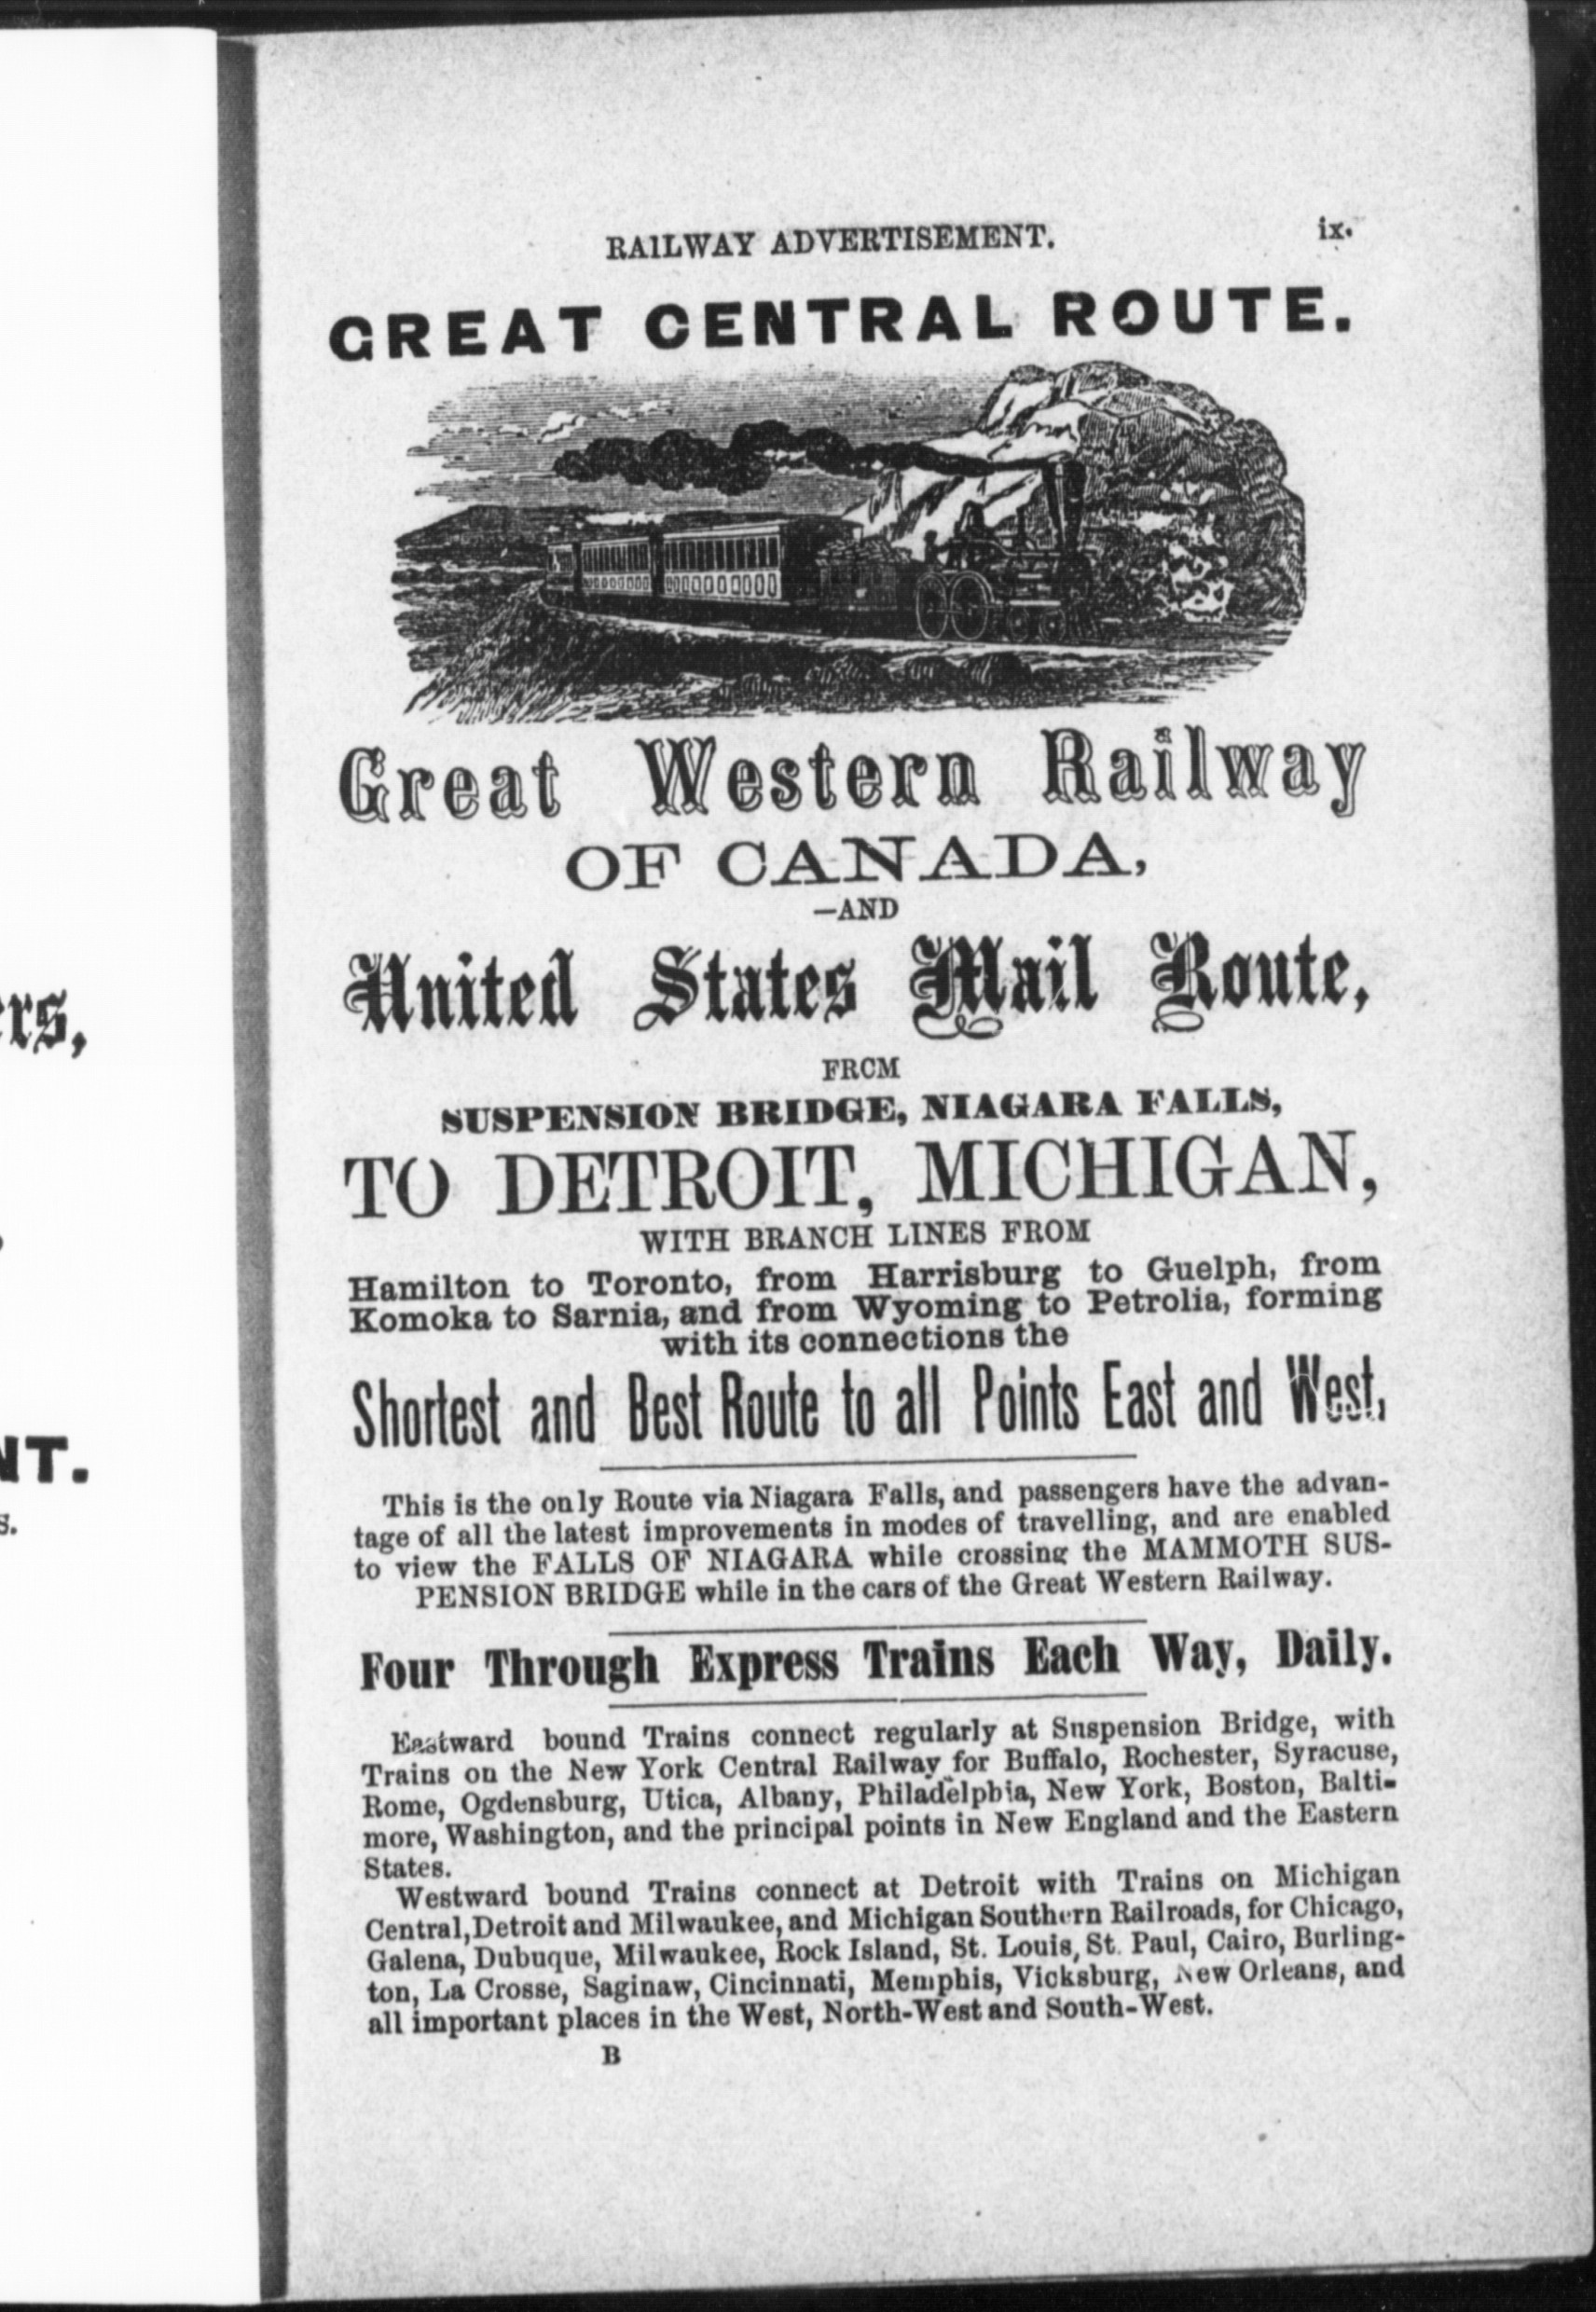 rs,
NT.
s.
RAILWAY ADVERTISEMENT.
ix.
GREAT CENTRAL ROUTE.
Great Western Railway
OF CANADA,
—AND
United States Mail Route,
FROM
SUSPENSION BRIDGE, NIAGARA FALLS,
TO DETROIT, MICHIGAN,
WITH BRANCH LINES FROM
Hamilton to Toronto, from Harrisburg to Guelph, from
Komoka to Sarnia, and from Wyoming to Petrolia, forming
with its connections the
Shortest and Best Route to all Points East and West,
This is the only Route via Niagara Falls, and passengers have the advan-
tage of all the latest improvements in modes of travelling, and are enabled
to view the FALLS OF NIAGARA while crossing the MAMMOTH SUS-
PENSION BRIDGE while in the cars of the Great Western Railway.
Four Through Express Trains Each Way, Daily.
Eastward bound Trains connect regularly at Suspension Bridge, with
Trains on the New York Central Railway for Buffalo, Rochester, Syracuse,
Rome, Ogdensburg, Utica, Albany, Philadelphia, New York, Boston, Balti-
more, Washington, and the principal points in New England and the Eastern
States.
Westward bound Trains connect at Detroit with Trains on Michigan
Central, Detroit and Milwaukee, and Michigan Southern Railroads, for Chicago,
Galena, Dubuque, Milwaukee, Rock Island, St. Louis, St. Paul, Cairo, Burling-
ton, La Crosse, Saginaw, Cincinnati, Memphis, Vicksburg, New Orleans, and
all important places in the West, North-West and South-West.
B